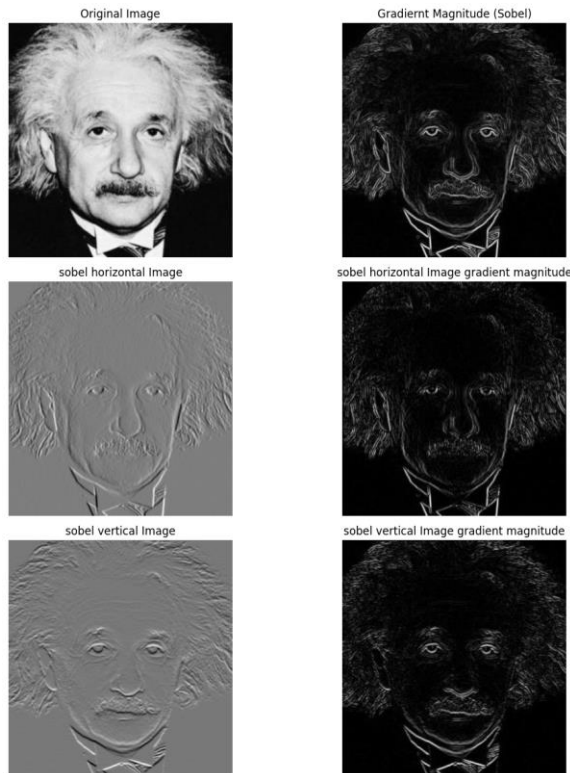 Original Image
Gradiernt Magnitude (Sobel)
sobel horizontal Image
sobel horizontal Image gradient magnitude
sobel vertical Image
sobel vertical Image gradient magnitude